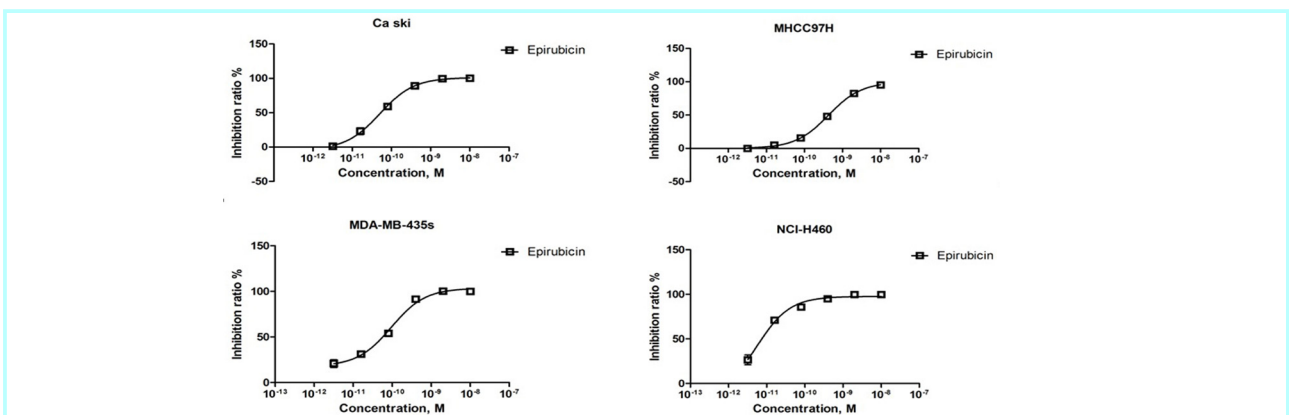 Ca ski
Epirubicin
Inhibition ratio %
150
100
50
0
-50
10-12 10-11 10-10 10-9 10-8 10-7
Concentration, M
MHCC97H
Epirubicin
Inhibition ratio %
150
100
50
0
-50
10-12 10-11 10-10 10-9 10-8 10-7
Concentration, M
MDA-MB-435s
Epirubicin
Inhibition ratio %
150
100
50
0
10-13 10-12 10-11 10-10 10-9 10-8 10-7
Concentration, M
NCI-H460
Epirubicin
Inhibition ratio %
150
100
50
0
10-13 10-12 10-11 10-10 10-9 10-8 10-7
Concentration, M